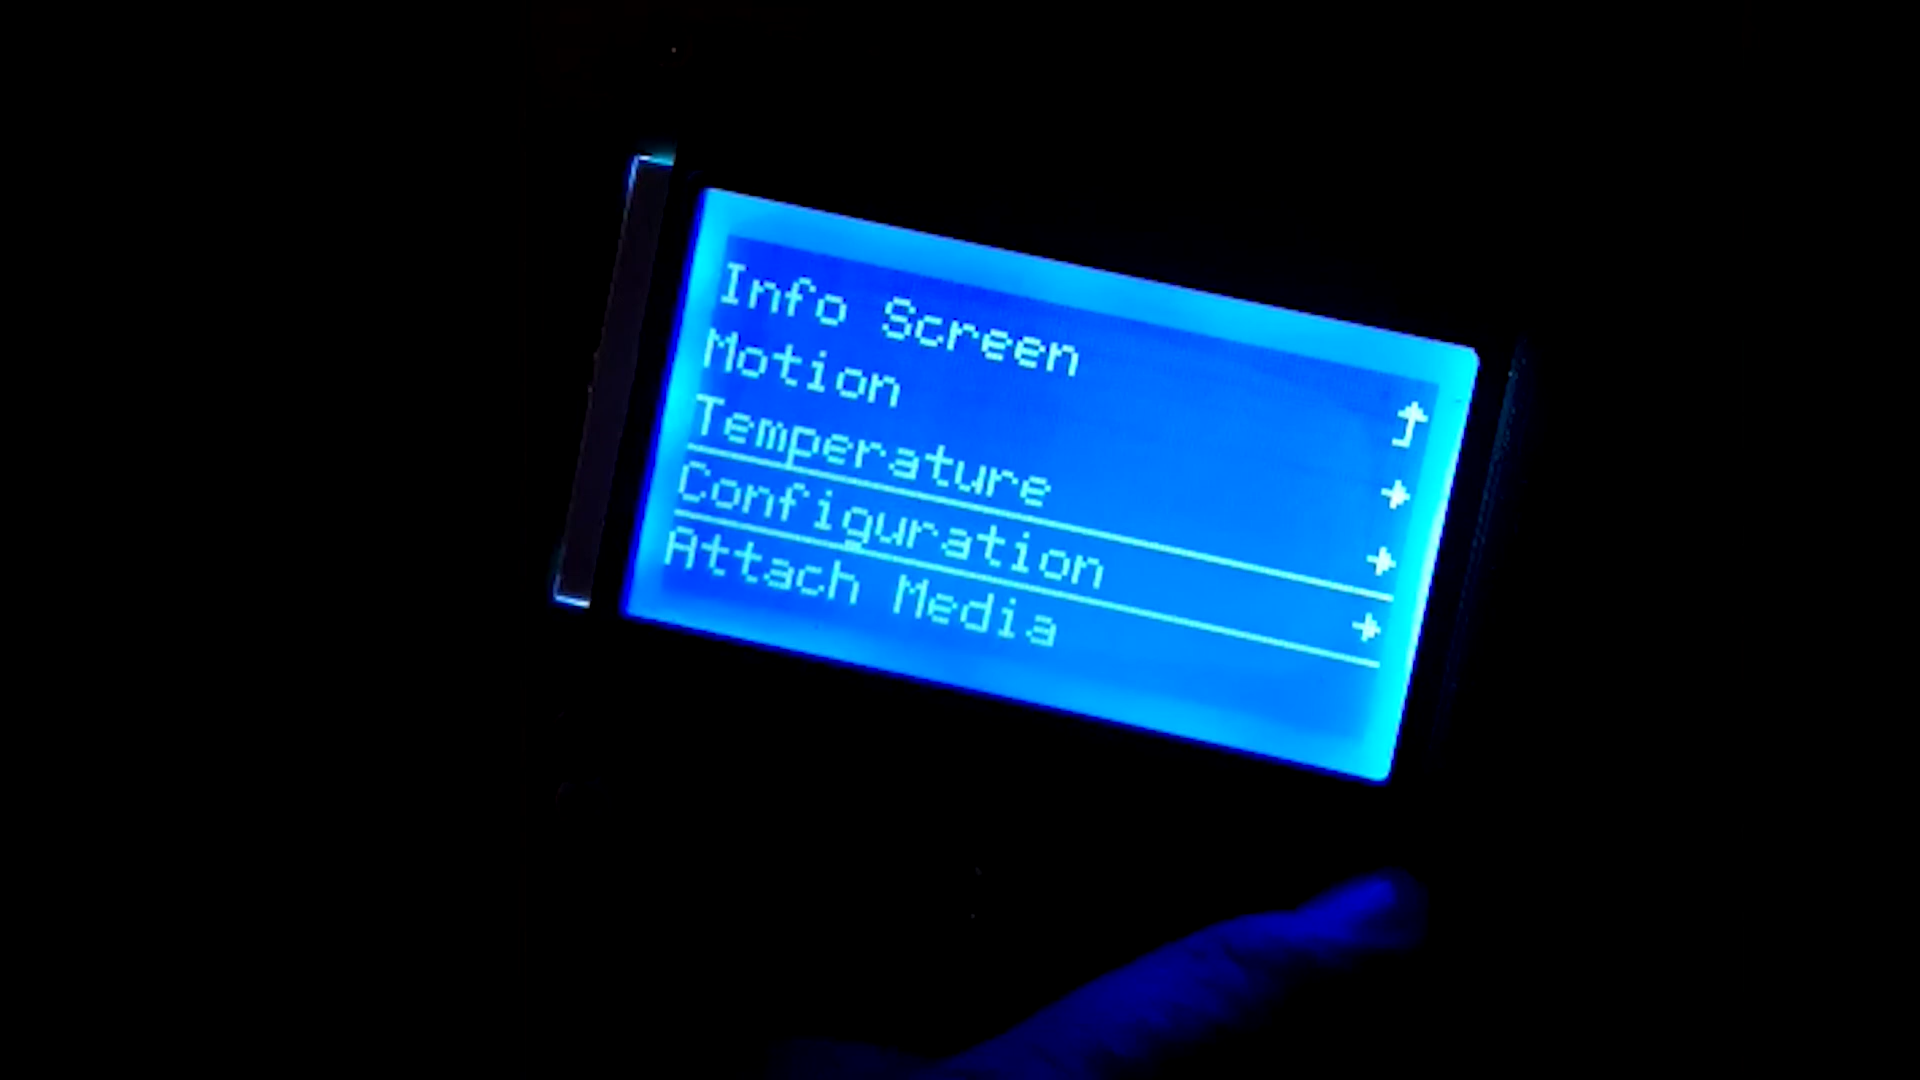 Info Screen
Motion
Temperature
Configuration
Attach Media